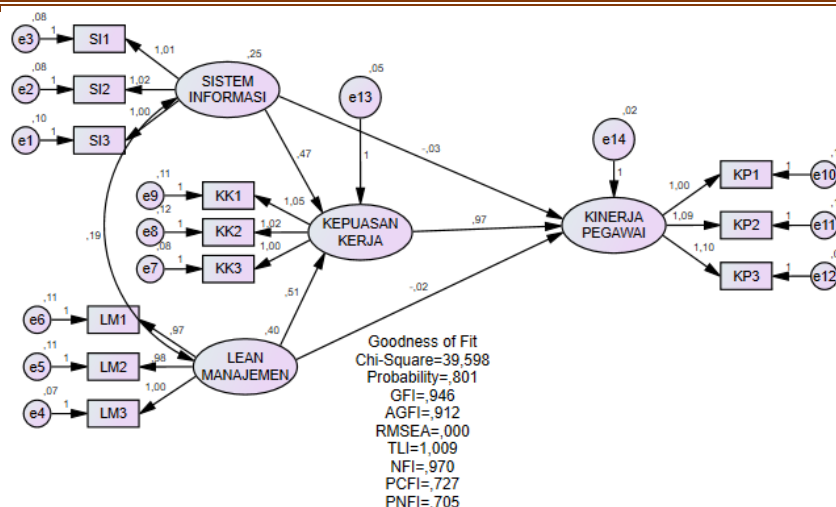 ,08
e3
1
SI1
1,01
,08
e2
1
SI2
1,02
,10
e1
1
SI3
1,00
,25
SISTEM
INFORMASI
,05
e13
1
,47
-,03
,02
e14
1
,11
e9
1
KK1
1,05
,12
e8
1
KK2
1,02
,08
e7
1
KK3
1,00
KEPUASAN
KERJA
,97
KINERJA
PEGAWAI
1,00
KP1
1
e10
1,09
KP2
1
e11
1,10
KP3
1
e12
,19
,51
-,02
,11
e6
1
LM1
,97
,11
e5
1
LM2
,98
,07
e4
1
LM3
1,00
,40
LEAN
MANAJEMEN
Goodness of Fit
Chi-Square=39,598
Probability=,801
GFI=,946
AGFI=,912
RMSEA=,000
TLI=1,009
NFI=,970
PCFI=,727
PNFI=,705